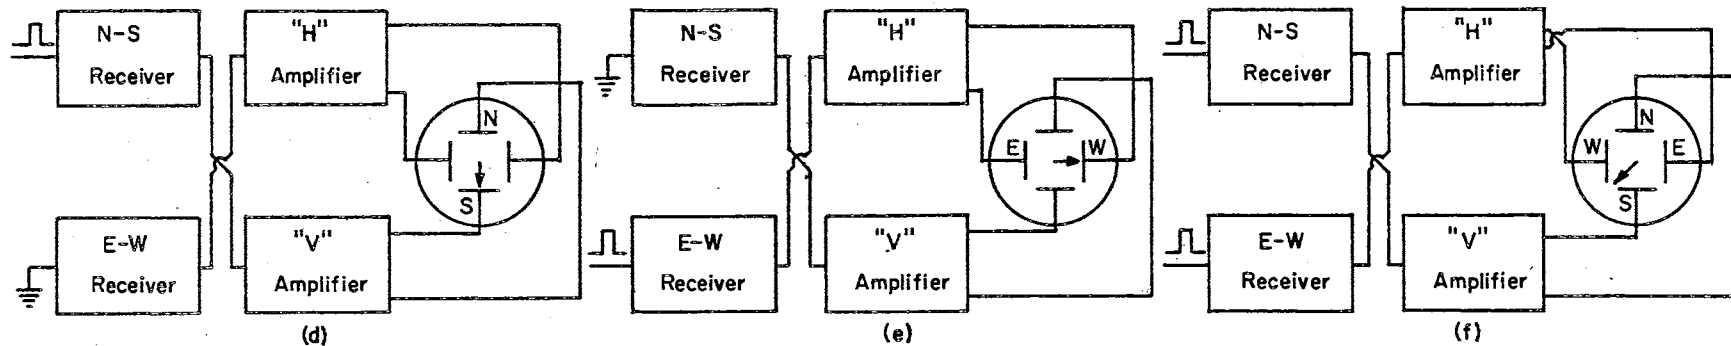 N-S
Receiver
"H"
Amplifier
N
S
E-W
Receiver
"V"
Amplifier
(d)
N-S
Receiver
"H"
Amplifier
E
W
E-W
Receiver
"V"
Amplifier
(e)
N-S
Receiver
"H"
Amplifier
N
W
E
S
E-W
Receiver
"V"
Amplifier
(f)